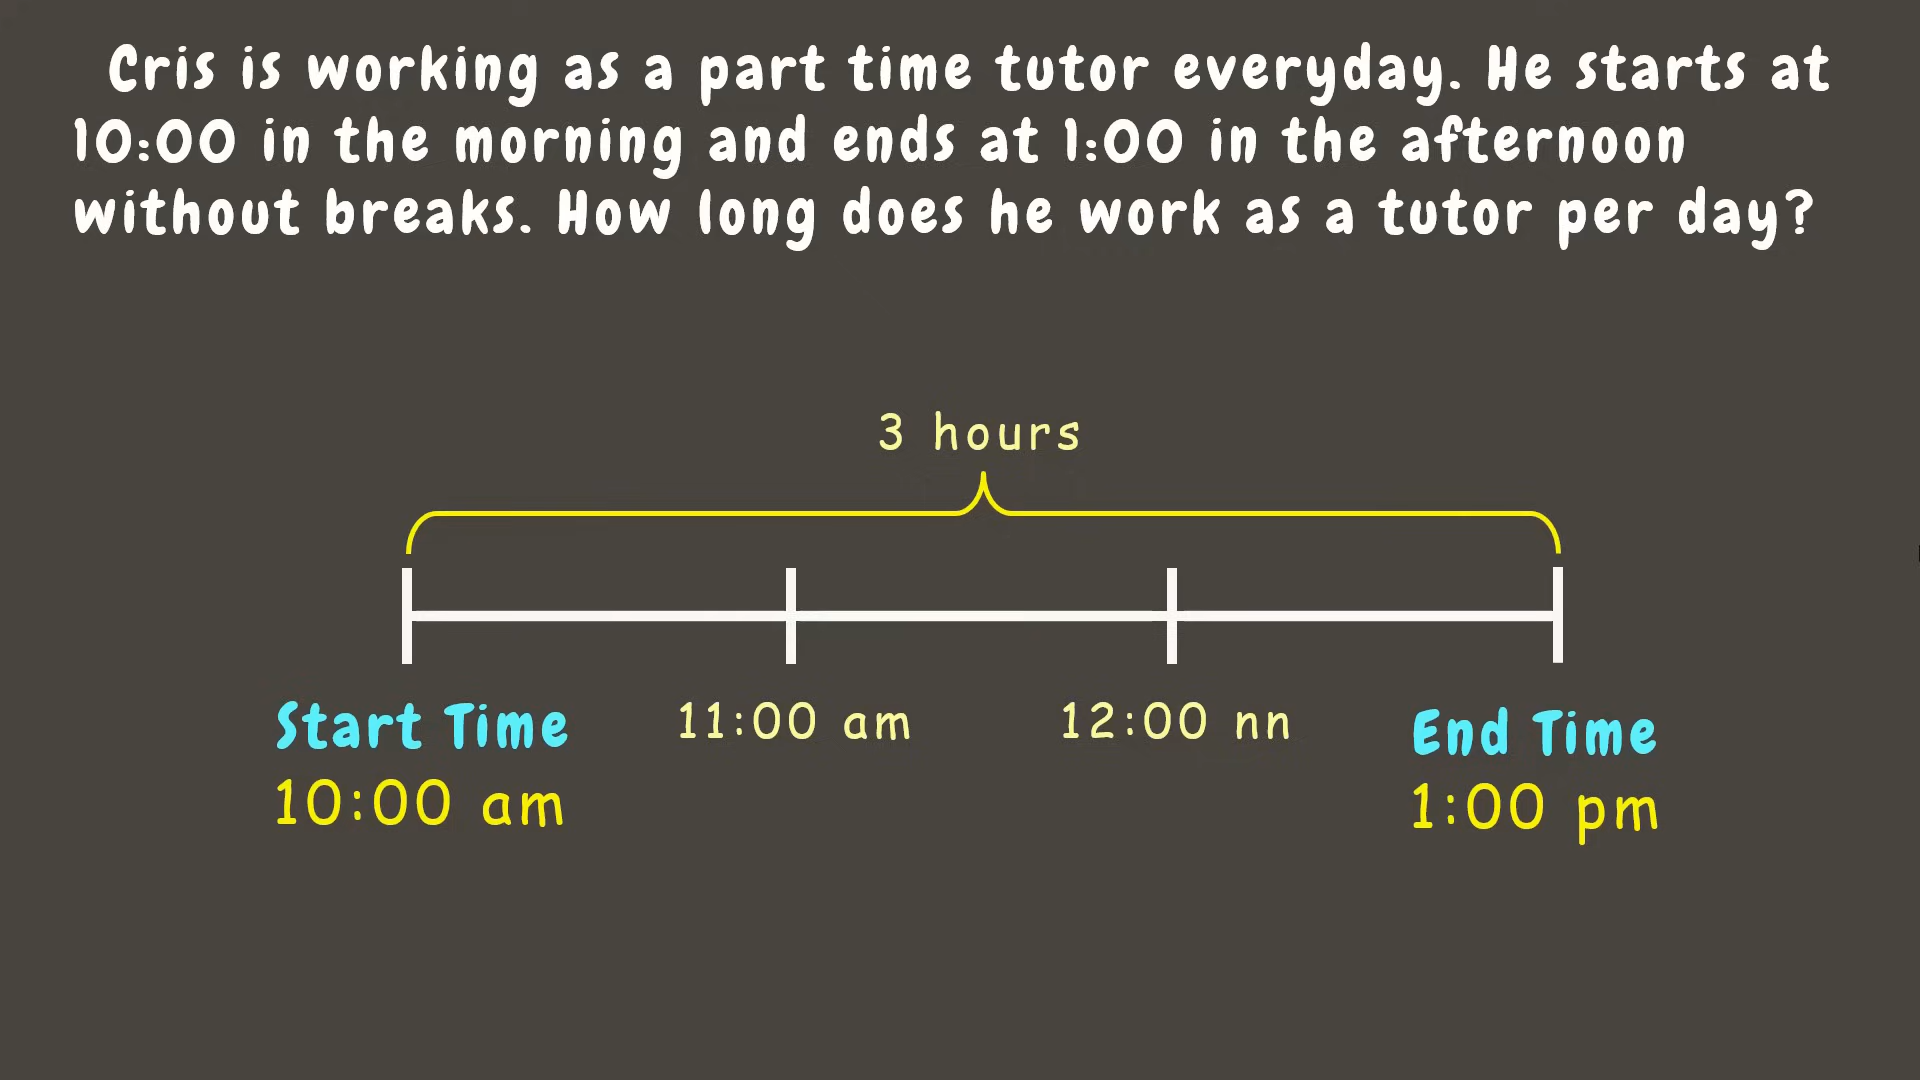 Cris is working as a part time tutor everyday. He starts at
10:00 in the morning and ends at 1:00 in the afternoon
without breaks. How long does he work as a tutor per day?
3 hours
Start Time
11:00 am
12:00 nn
End Time
10:00 am
1:00 pm